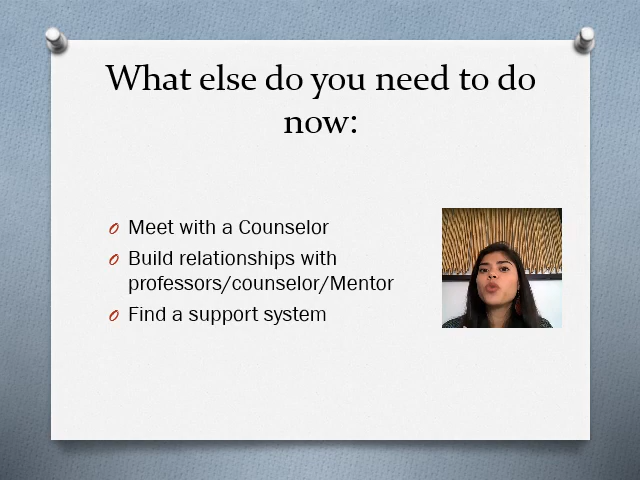 What else do you need to do
now:
Meet with a Counselor
Build relationships with
professors/counselor/Mentor
Find a support system